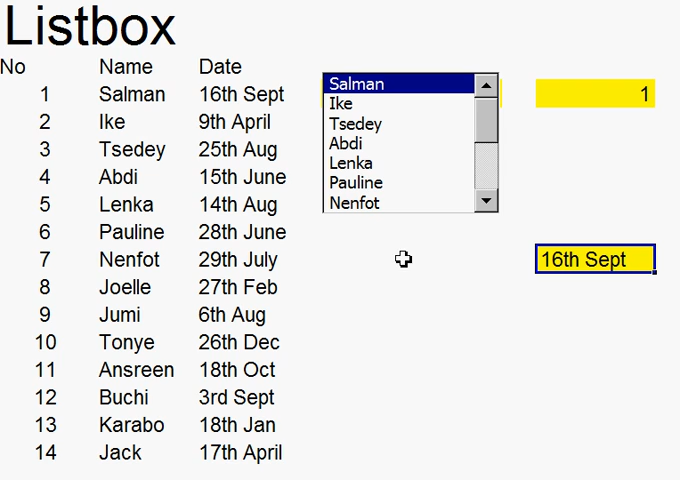 Listbox
No Name Date
1 Salman 16th Sept
2 Ike 9th April
3 Tsedey 25th Aug
4 Abdi 15th June
5 Lenka 14th Aug
6 Pauline 28th June
7 Nenfot 29th July
8 Joelle 27th Feb
9 Jumi 6th Aug
10 Tonye 26th Dec
11 Ansreen 18th Oct
12 Buchi 3rd Sept
13 Karabo 18th Jan
14 Jack 17th April
Salman
Ike
Tsedey
Abdi
Lenka
Pauline
Nenfot
1
16th Sept